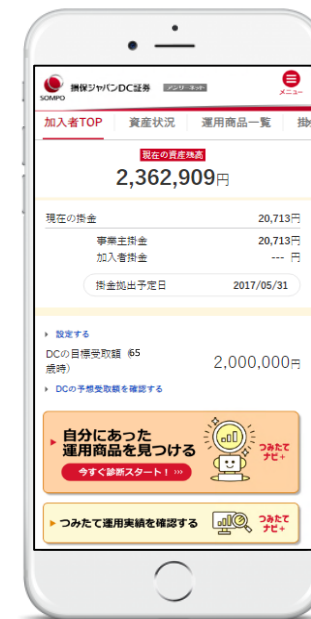 SOMPO
損保ジャパンDC証券
アンサーネット
メニュー
加入者TOP
資産状況
運用商品一覧
現在の資産残高
2,362,909円
現在の掛金 20,713円
事業主掛金 20,713円
加入者掛金 --- 円
掛金拠出予定日 2017/05/31
設定する
DCの目標受取額 (65
歳時)
2,000,000円
DCの予想受取額を確認する
自分にあった
運用商品を見つける
今すぐ診断スタート!
つみたて
ナビ+
つみたて運用実績を確認する
つみたて
ナビ+